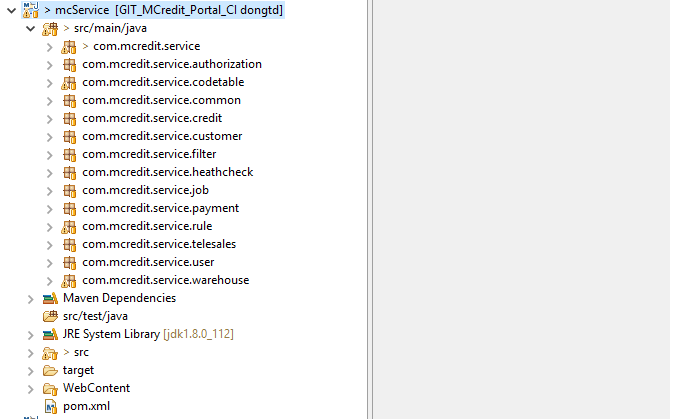 > mcService [GIT_MCredit_Portal_CI dongtd]
> src/main/java
> com.mcredit.service
com.mcredit.service.authorization
com.mcredit.service.codetable
com.mcredit.service.common
com.mcredit.service.credit
com.mcredit.service.customer
com.mcredit.service.filter
com.mcredit.service.heathcheck
com.mcredit.service.job
com.mcredit.service.payment
com.mcredit.service.rule
com.mcredit.service.telesales
com.mcredit.service.user
com.mcredit.service.warehouse
Maven Dependencies
src/test/java
JRE System Library [jdk1.8.0_112]
> src
target
WebContent
pom.xml